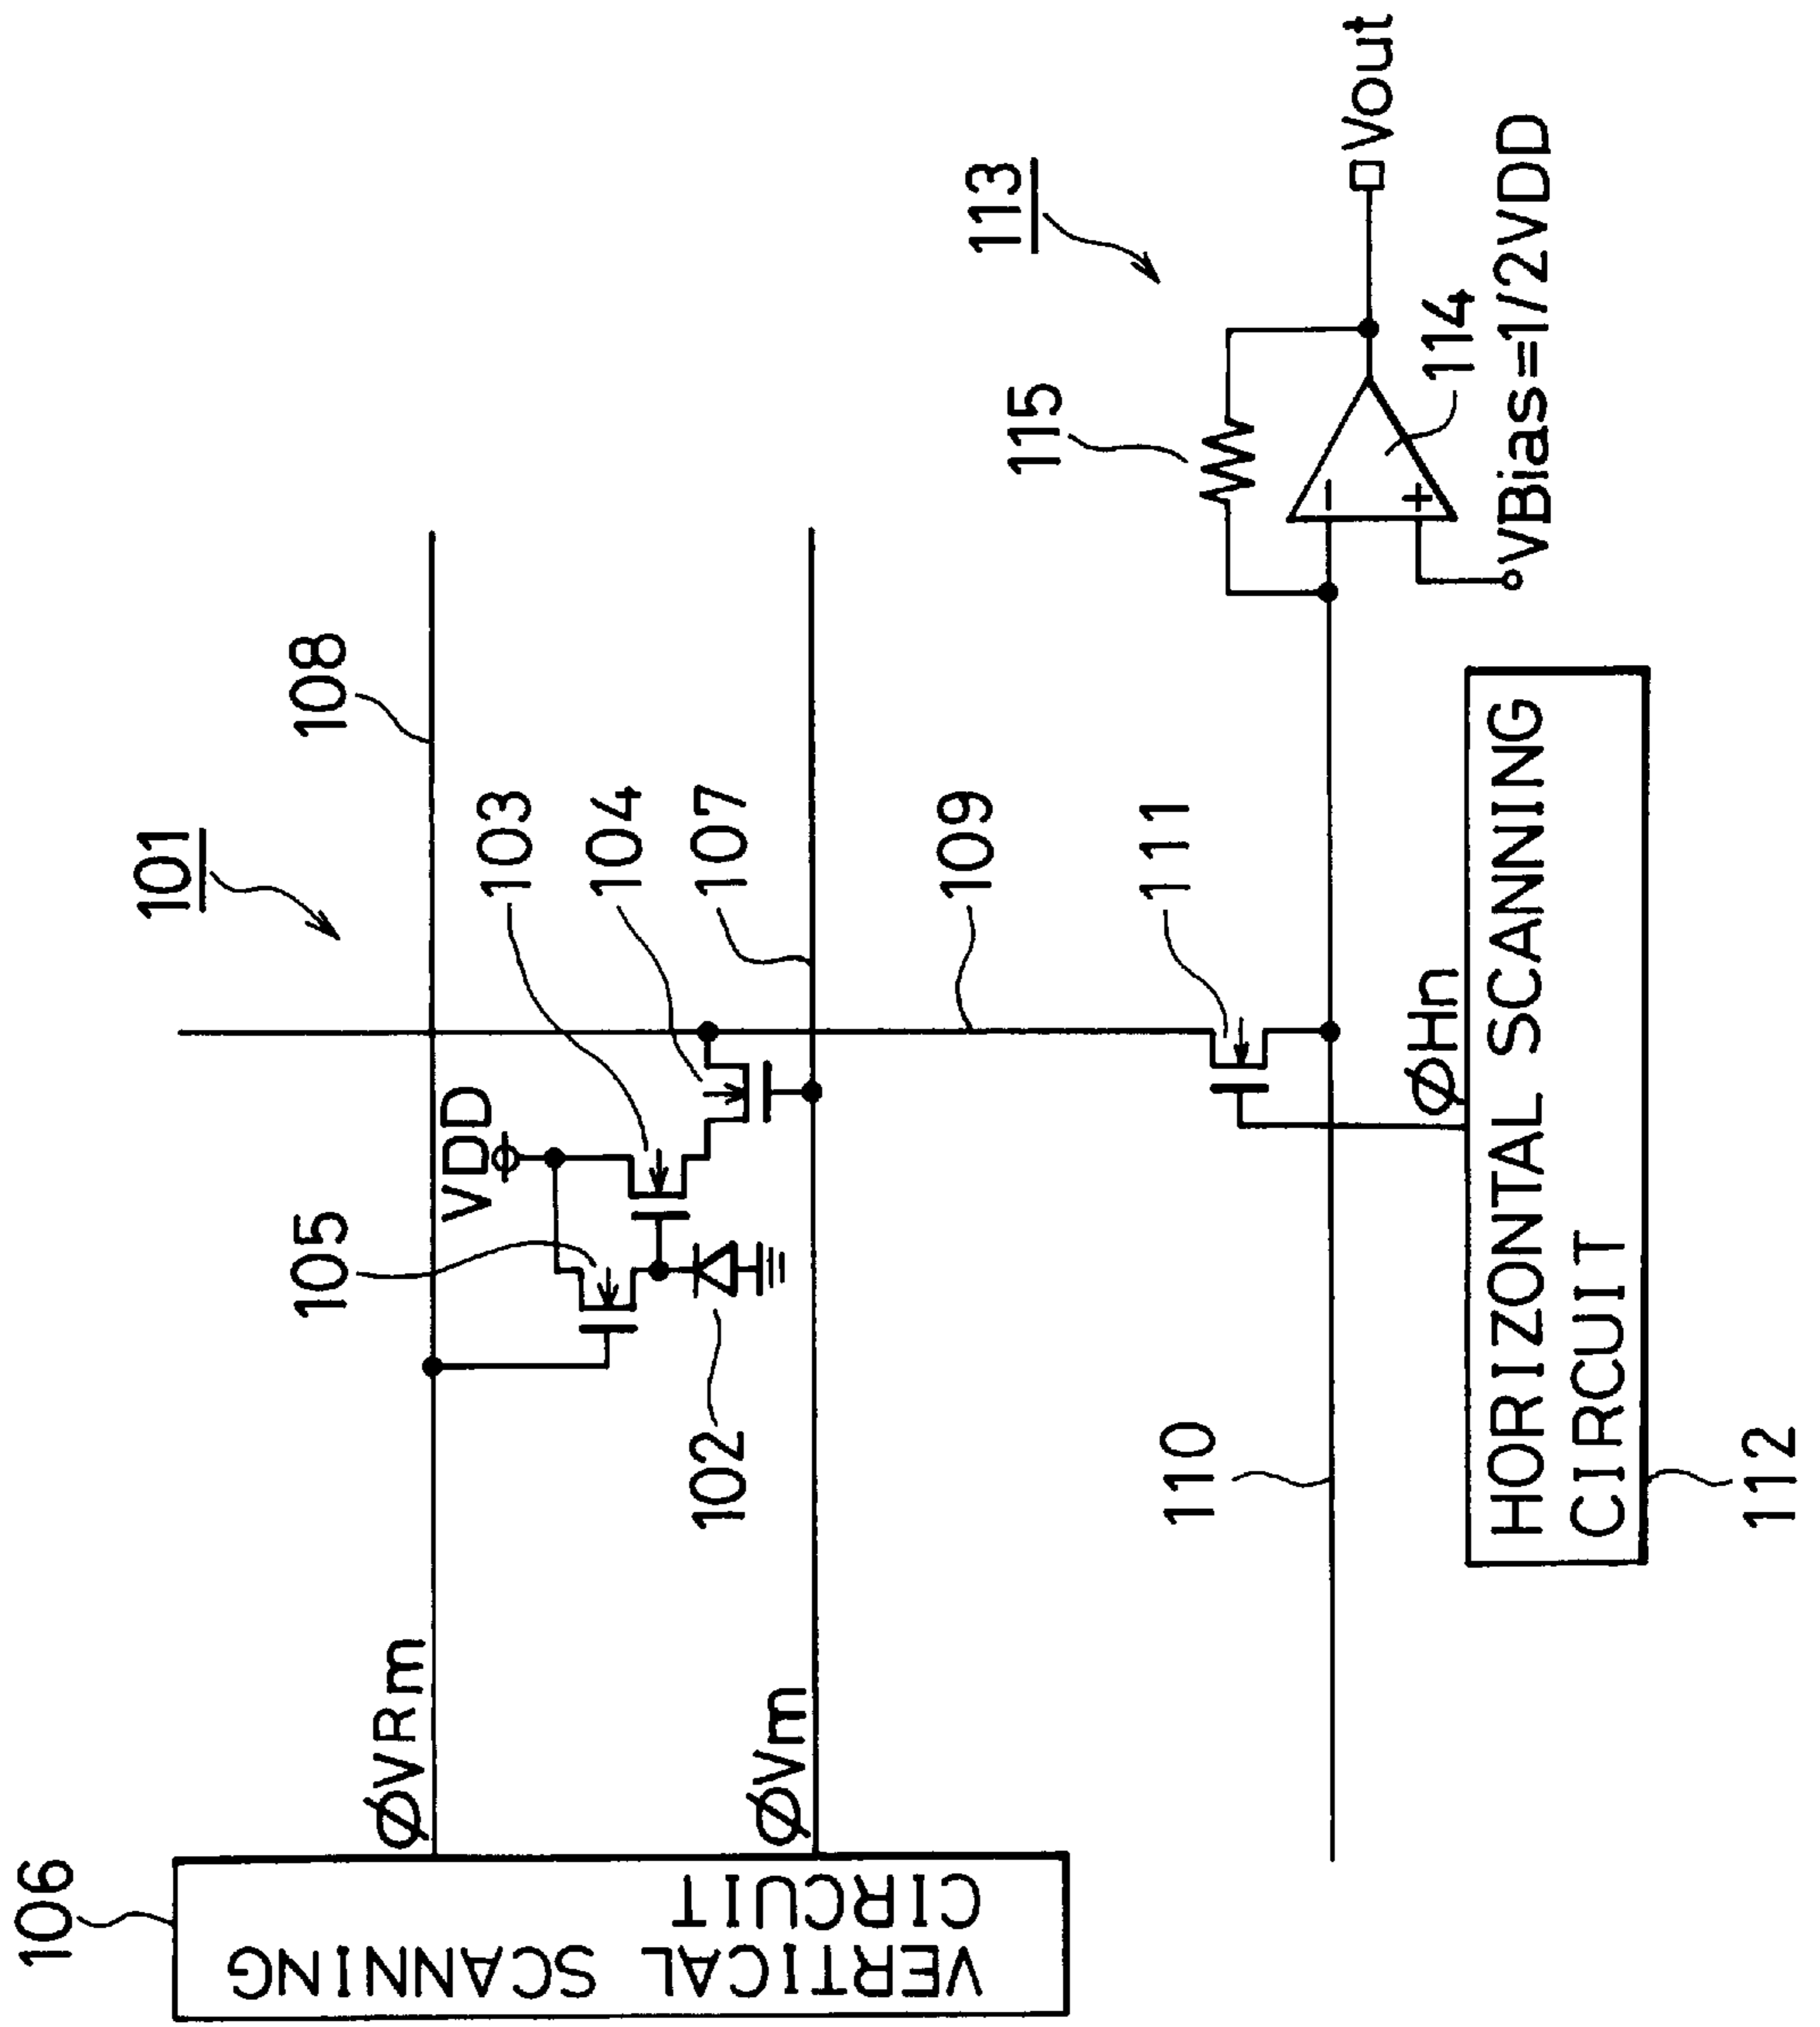 106
VERTICAL SCANNING
CIRCUIT
ØVRm
ØVm
101
108
105
VDD
103
104
107
102
109
110
111
ØHn
HORIZONTAL SCANNING
CIRCUIT
112
113
115
114
Vout
VBias=1/2VDD